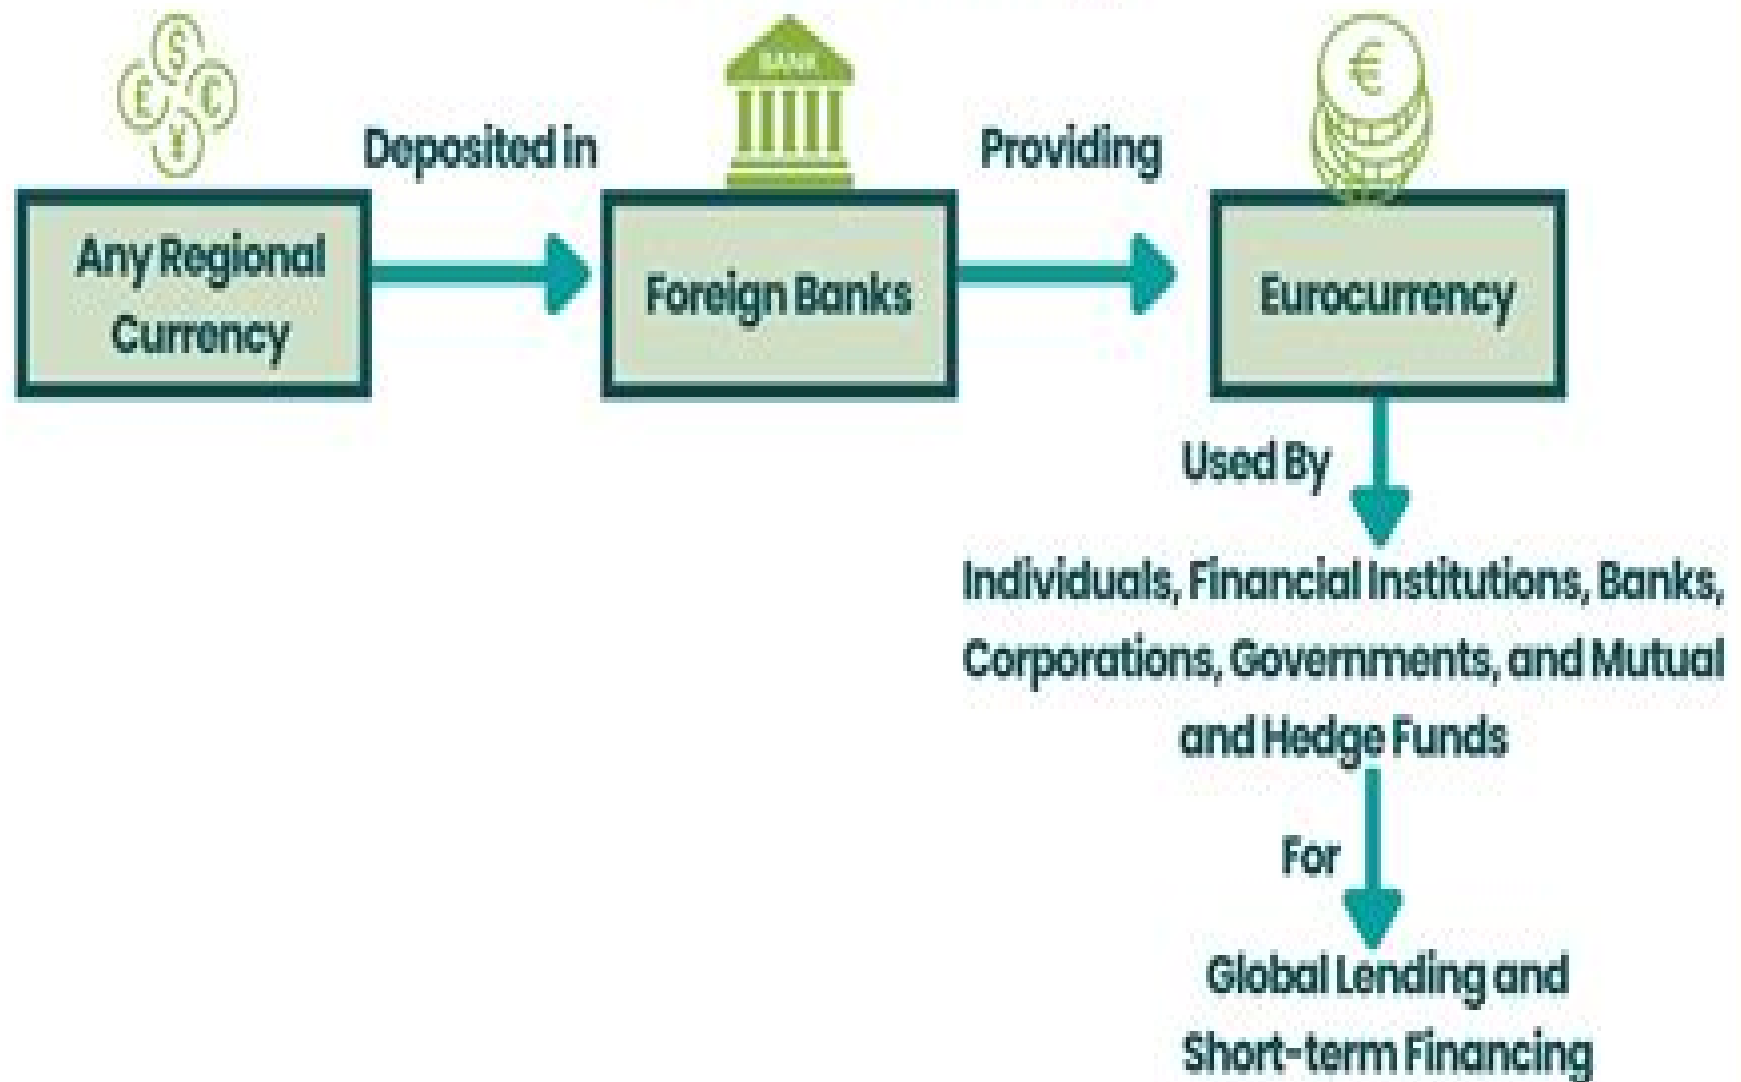 BANK
Deposited in
Providing
Any Regional
Currency
Foreign Banks
Eurocurrency
Used By
Individuals, Financial Institutions, Banks,
Corporations, Governments, and Mutual
and Hedge Funds
For
Global Lending and
Short-term Financing